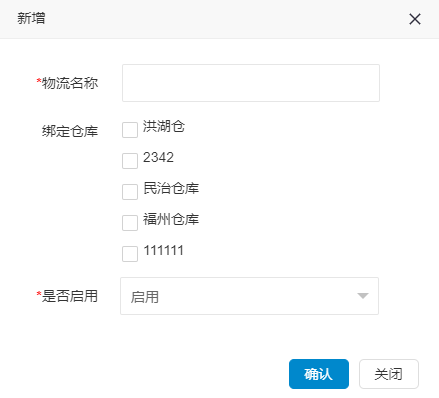 新增
*物流名称
绑定仓库
洪湖仓
2342
民治仓库
福州仓库
111111
*是否启用
启用
确认 关闭